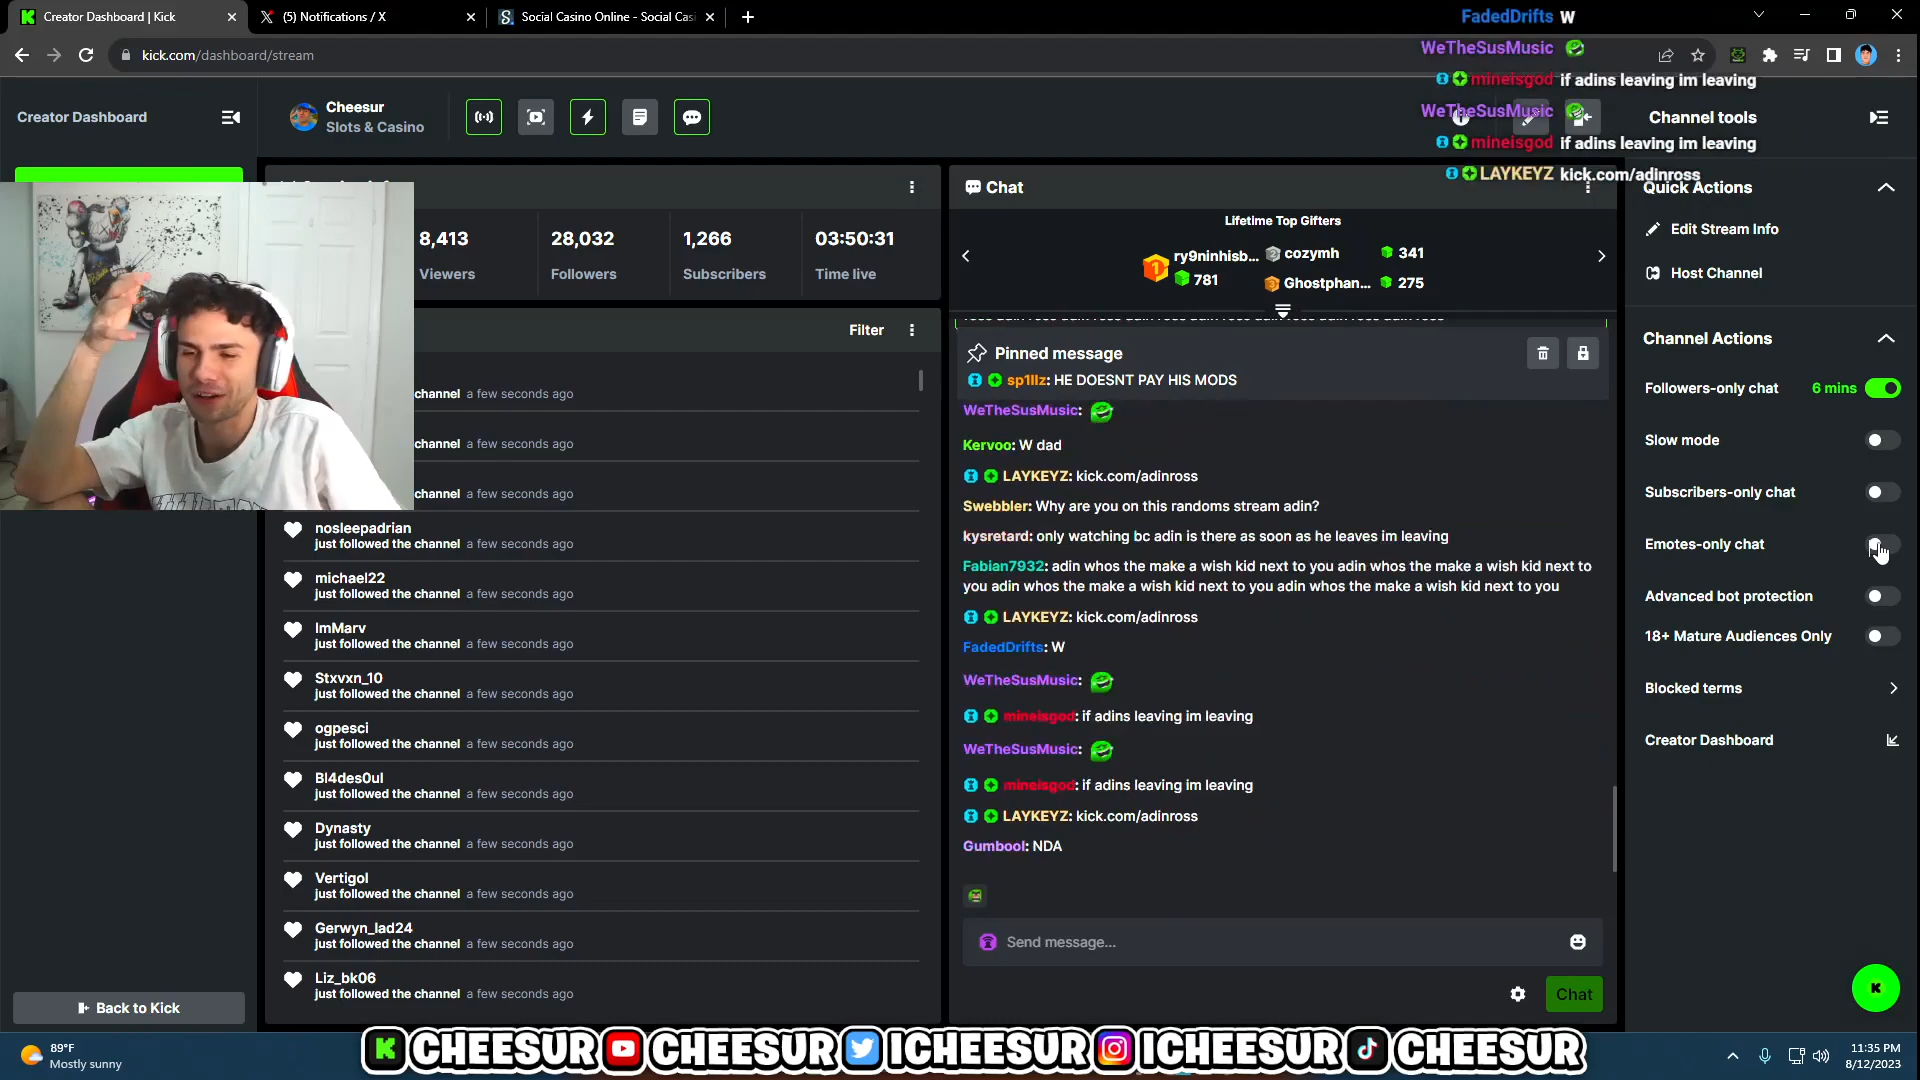 Creator Dashboard | Kick
(5) Notifications / X
Social Casino Online - Social Cas
FadedDrifts W
kick.com/dashboard/stream
WeTheSusMusic
mineisgod if adins leaving im leaving
WeTheSusMusic
mineisgod if adins leaving im leaving
LAYKEYZ kick.com/adinross
Creator Dashboard
Cheesur
Slots & Casino
Channel tools
Chat
Quick Actions
8,413
28,032
1,266
03:50:31
Viewers
Followers
Subscribers
Time live
Lifetime Top Gifters
1
ry9ninhisb...
781
2
cozymh
341
3
Ghostphan...
275
Edit Stream Info
Host Channel
Filter
Channel Actions
Pinned message
sp1llz: HE DOESNT PAY HIS MODS
Followers-only chat
6 mins
Slow mode
Subscribers-only chat
Emotes-only chat
Advanced bot protection
18+ Mature Audiences Only
Blocked terms
Creator Dashboard
channel a few seconds ago
channel a few seconds ago
channel a few seconds ago
nosleepadrian
just followed the channel a few seconds ago
michael22
just followed the channel a few seconds ago
ImMarv
just followed the channel a few seconds ago
Stxvxn_10
just followed the channel a few seconds ago
ogpesci
just followed the channel a few seconds ago
Bl4des0ul
just followed the channel a few seconds ago
Dynasty
just followed the channel a few seconds ago
Vertigol
just followed the channel a few seconds ago
Gerwyn_lad24
just followed the channel a few seconds ago
Liz_bk06
just followed the channel a few seconds ago
WeTheSusMusic:
Kervoo: W dad
LAYKEYZ: kick.com/adinross
Swebbler: Why are you on this randoms stream adin?
kysretard: only watching bc adin is there as soon as he leaves im leaving
Fabian7932: adin whos the make a wish kid next to you adin whos the make a wish kid next to
you adin whos the make a wish kid next to you adin whos the make a wish kid next to you
LAYKEYZ: kick.com/adinross
FadedDrifts: W
WeTheSusMusic:
mineisgod: if adins leaving im leaving
WeTheSusMusic:
mineisgod: if adins leaving im leaving
LAYKEYZ: kick.com/adinross
Gumbool: NDA
Send message...
Chat
Back to Kick
K
89°F
Mostly sunny
K CHEESUR CHEESUR ICHEESUR ICHEESUR CHEESUR
11:35 PM
8/12/2023